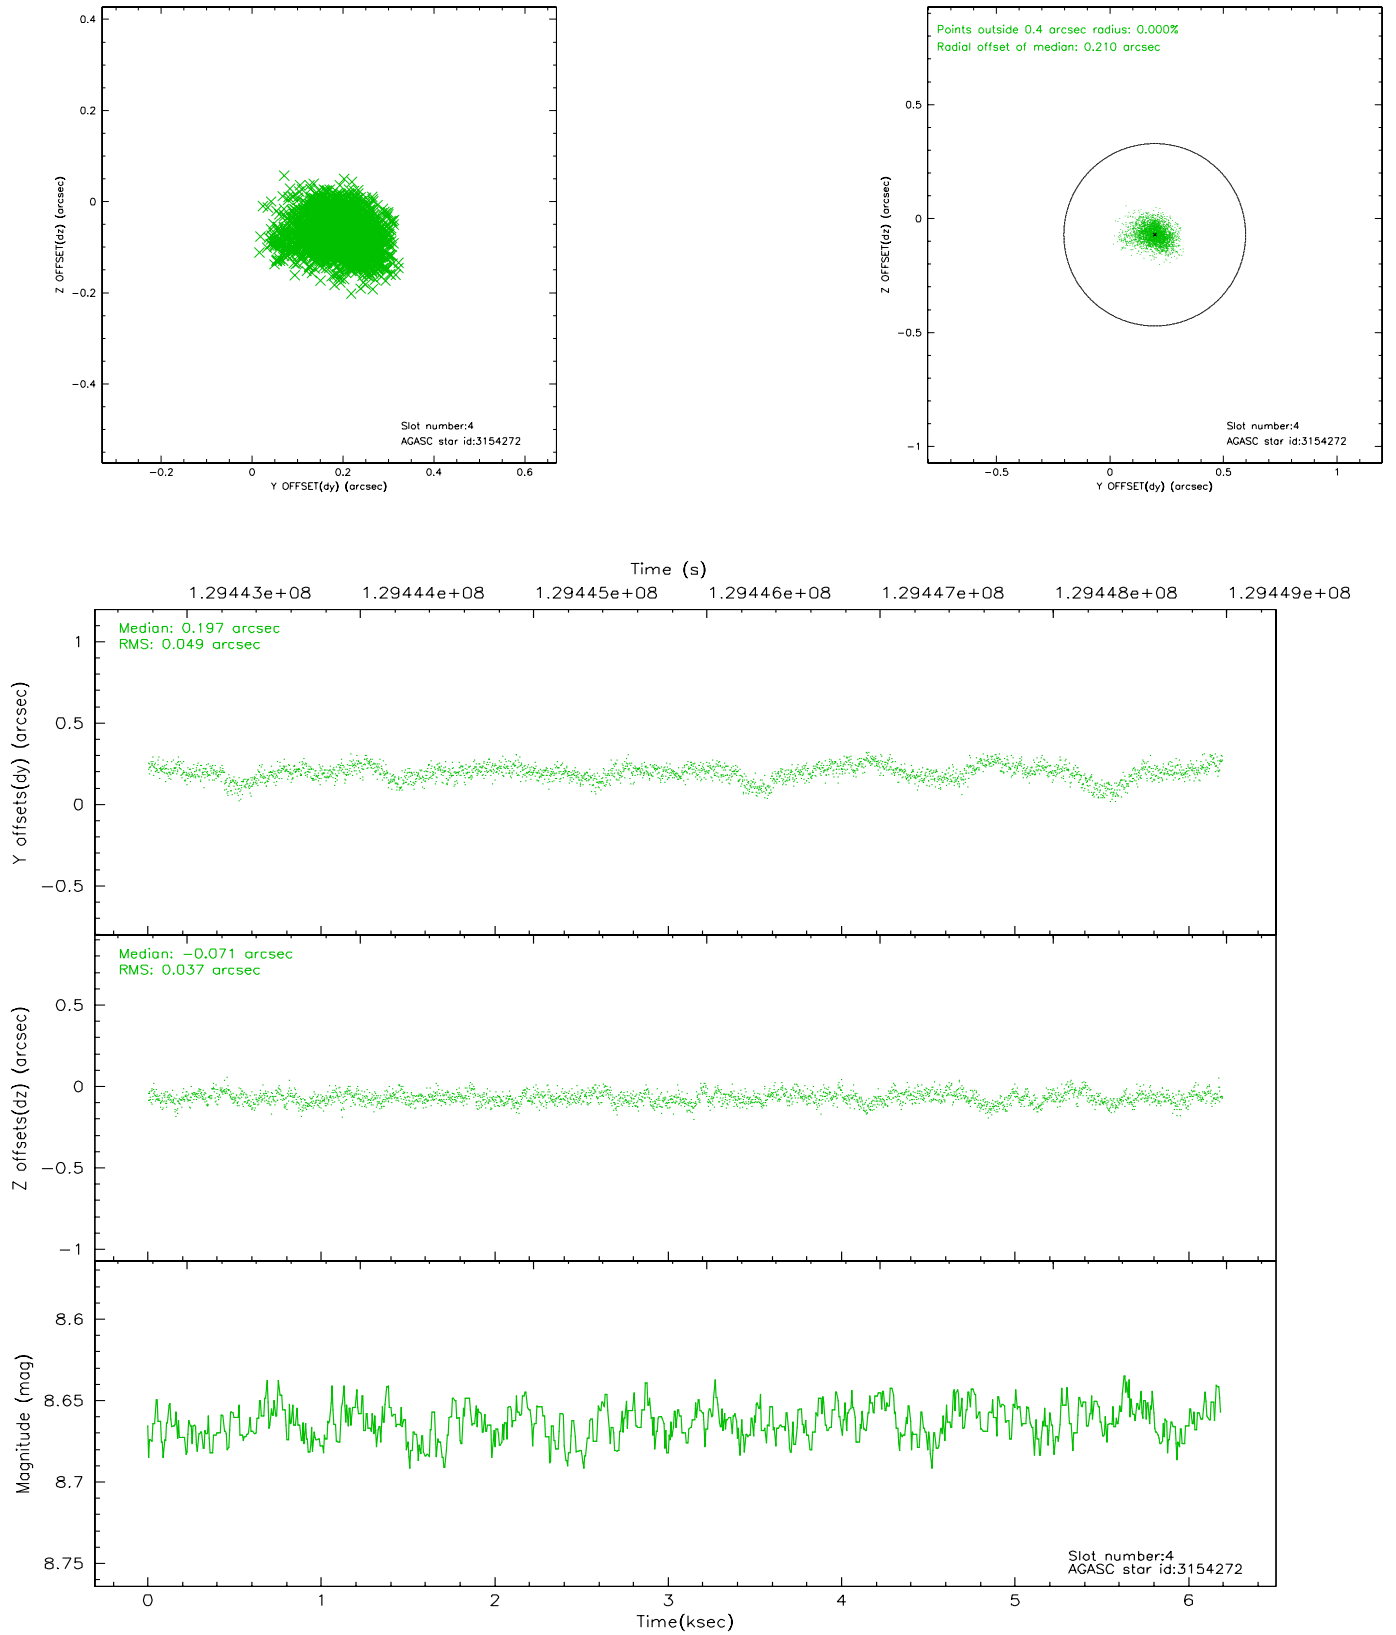 0.4
0.2
0
−0.2
−0.4
Z OFFSET(dz) (arcsec)
Slot number:4
AGASC star id:3154272
−0.2 0 0.2 0.4 0.6
Y OFFSET(dy) (arcsec)
Points outside 0.4 arcsec radius: 0.000%
Radial offset of median: 0.210 arcsec
0.5
0
−0.5
−1
Z OFFSET(dz) (arcsec)
Slot number:4
AGASC star id:3154272
−0.5 0 0.5 1
Y OFFSET(dy) (arcsec)
Time (s)
1.29443e+08 1.29444e+08 1.29445e+08 1.29446e+08 1.29447e+08 1.29448e+08 1.29449e+08
Median: 0.197 arcsec
RMS: 0.049 arcsec
1
0.5
0
−0.5
Y offsets(dy) (arcsec)
Median: −0.071 arcsec
RMS: 0.037 arcsec
0.5
0
−0.5
−1
Z offsets(dz) (arcsec)
8.6
8.65
8.7
8.75
Magnitude (mag)
Slot number:4
AGASC star id:3154272
0 1 2 3 4 5 6
Time(ksec)